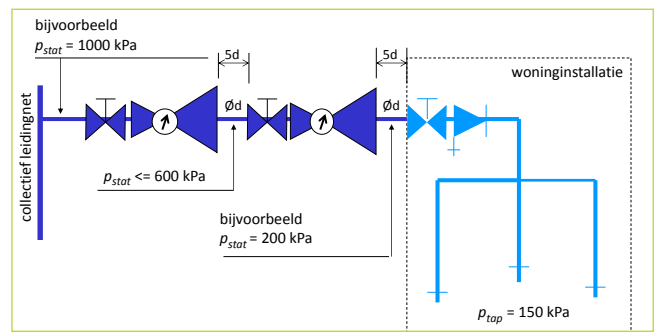 bijvoorbeeld
p_stat = 1000 kPa
5d
5d
woninginstallatie
Ød
Ød
collectief leidingnet
p_stat <= 600 kPa
bijvoorbeeld
p_stat = 200 kPa
p_tap = 150 kPa